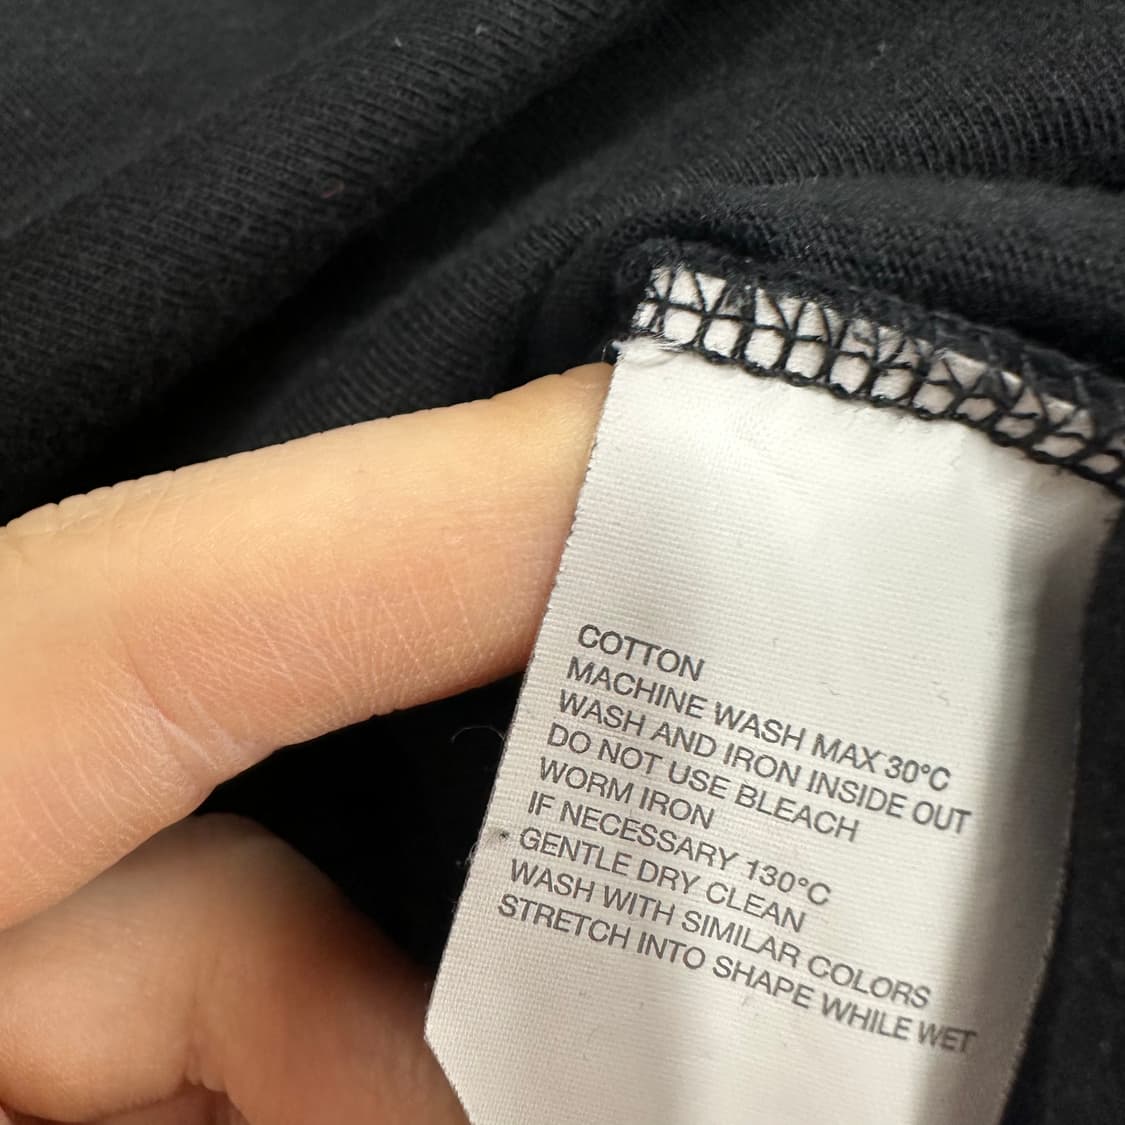 COTTON
MACHINE WASH MAX 30°C
WASH AND IRON INSIDE OUT
DO NOT USE BLEACH
WORM IRON
IF NECESSARY 130°C
GENTLE DRY CLEAN
WASH WITH SIMILAR COLORS
STRETCH INTO SHAPE WHILE WET